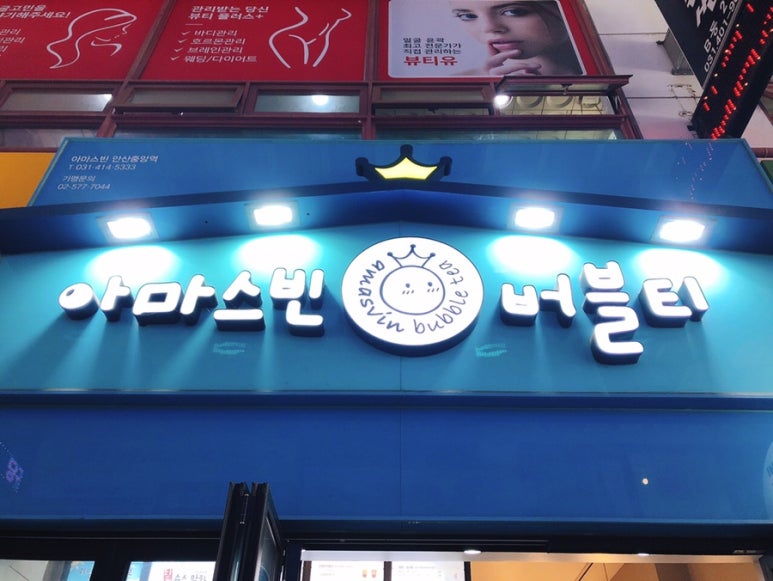 관리받는 당신
뷰티 플러스+
✓ 바디관리
✓ 호르몬관리
✓ 브레인관리
✓ 웨딩/다이어트
얼굴 윤곽
최고 전문가가
직접 관리하는
뷰티유
아마스빈 안산중앙역
T 031-414-5333
가맹문의
02-577-7044
아마스빈 버블티
amasvin bubble tea